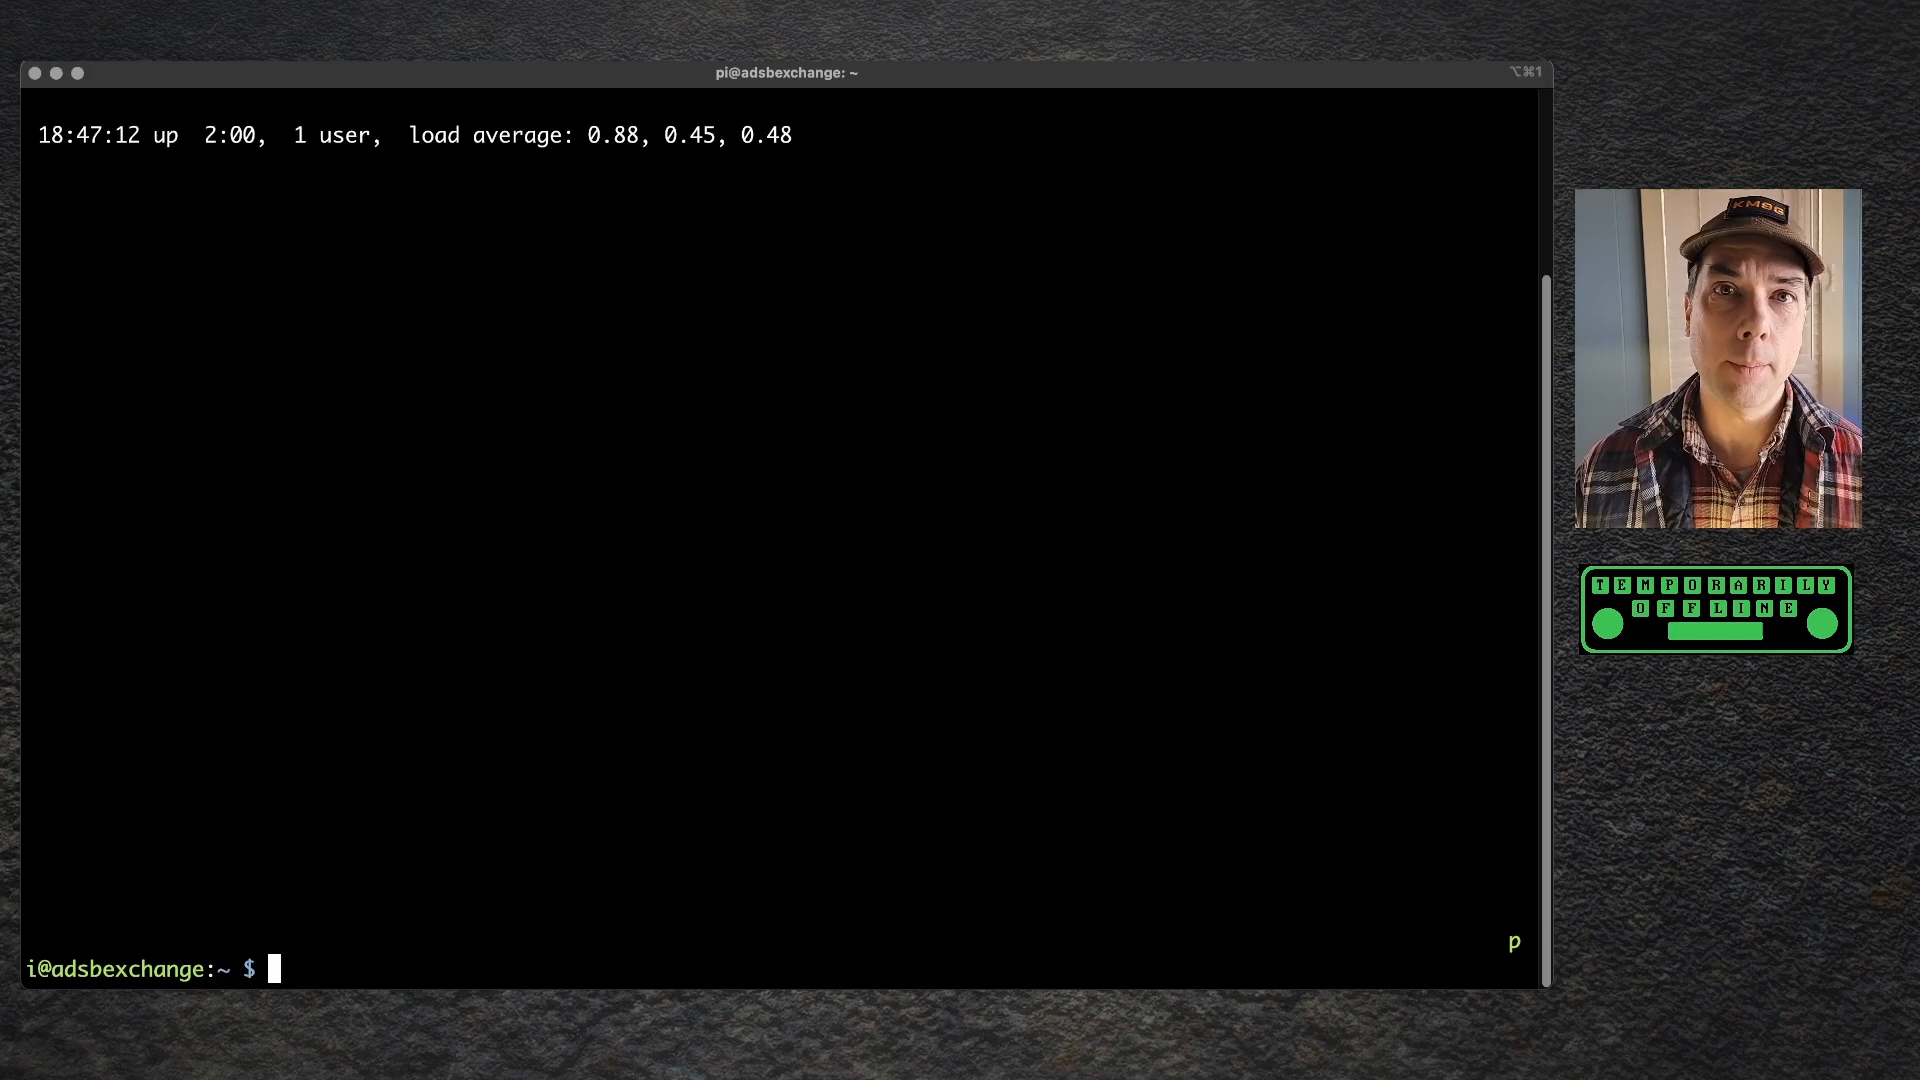 pi@adsbexchange: ~
⌥⌘1
18:47:12 up  2:00,  1 user,  load average: 0.88, 0.45, 0.48
KM9G
TEMPORARILY
OFFLINE
p
i@adsbexchange:~ $